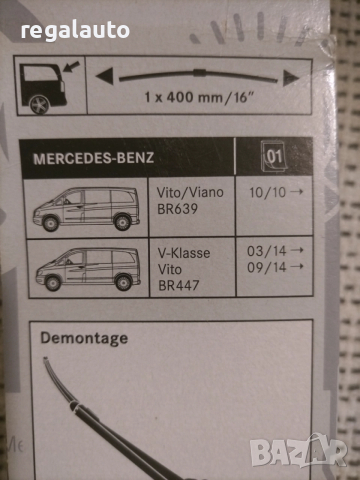 regalauto
1 x 400 mm/16"
MERCEDES-BENZ
01
Vito/Viano
BR639
10/10 →
V-Klasse
Vito
BR447
03/14 →
09/14 →
Demontage
BAZAR